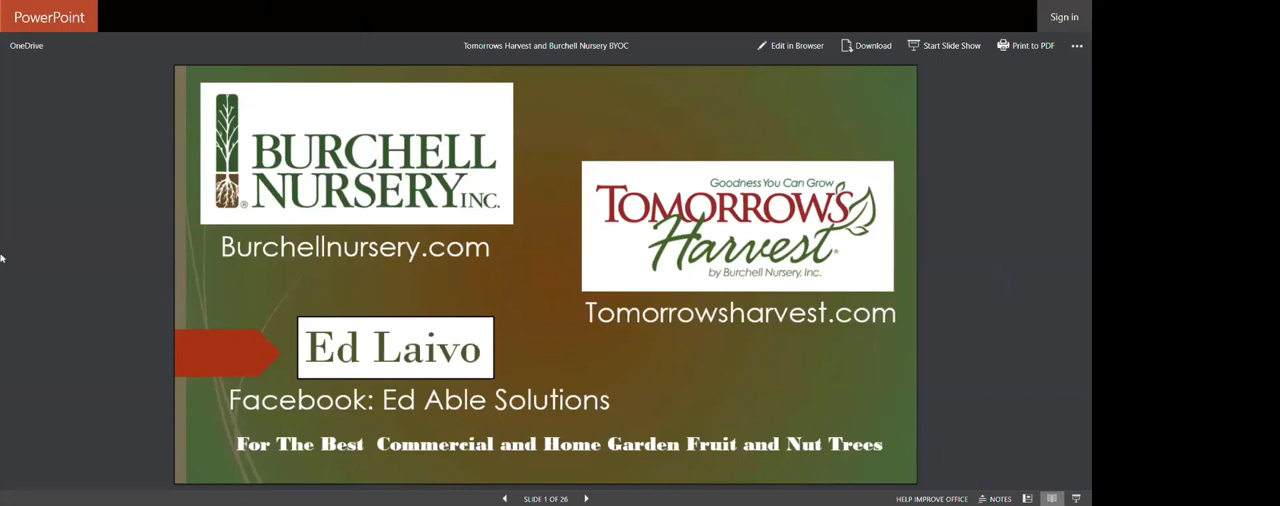 PowerPoint
Sign in
OneDrive
Tomorrows Harvest and Burchell Nursery BYOC
Edit in Browser
Download
Start Slide Show
Print to PDF
BURCHELL
NURSERY INC.
®
Burchellnursery.com
Goodness You Can Grow
TOMORROWS
Harvest®
by Burchell Nursery, Inc.
Tomorrowsharvest.com
Ed Laivo
Facebook: Ed Able Solutions
For The Best Commercial and Home Garden Fruit and Nut Trees
SLIDE 1 OF 26
HELP IMPROVE OFFICE
NOTES